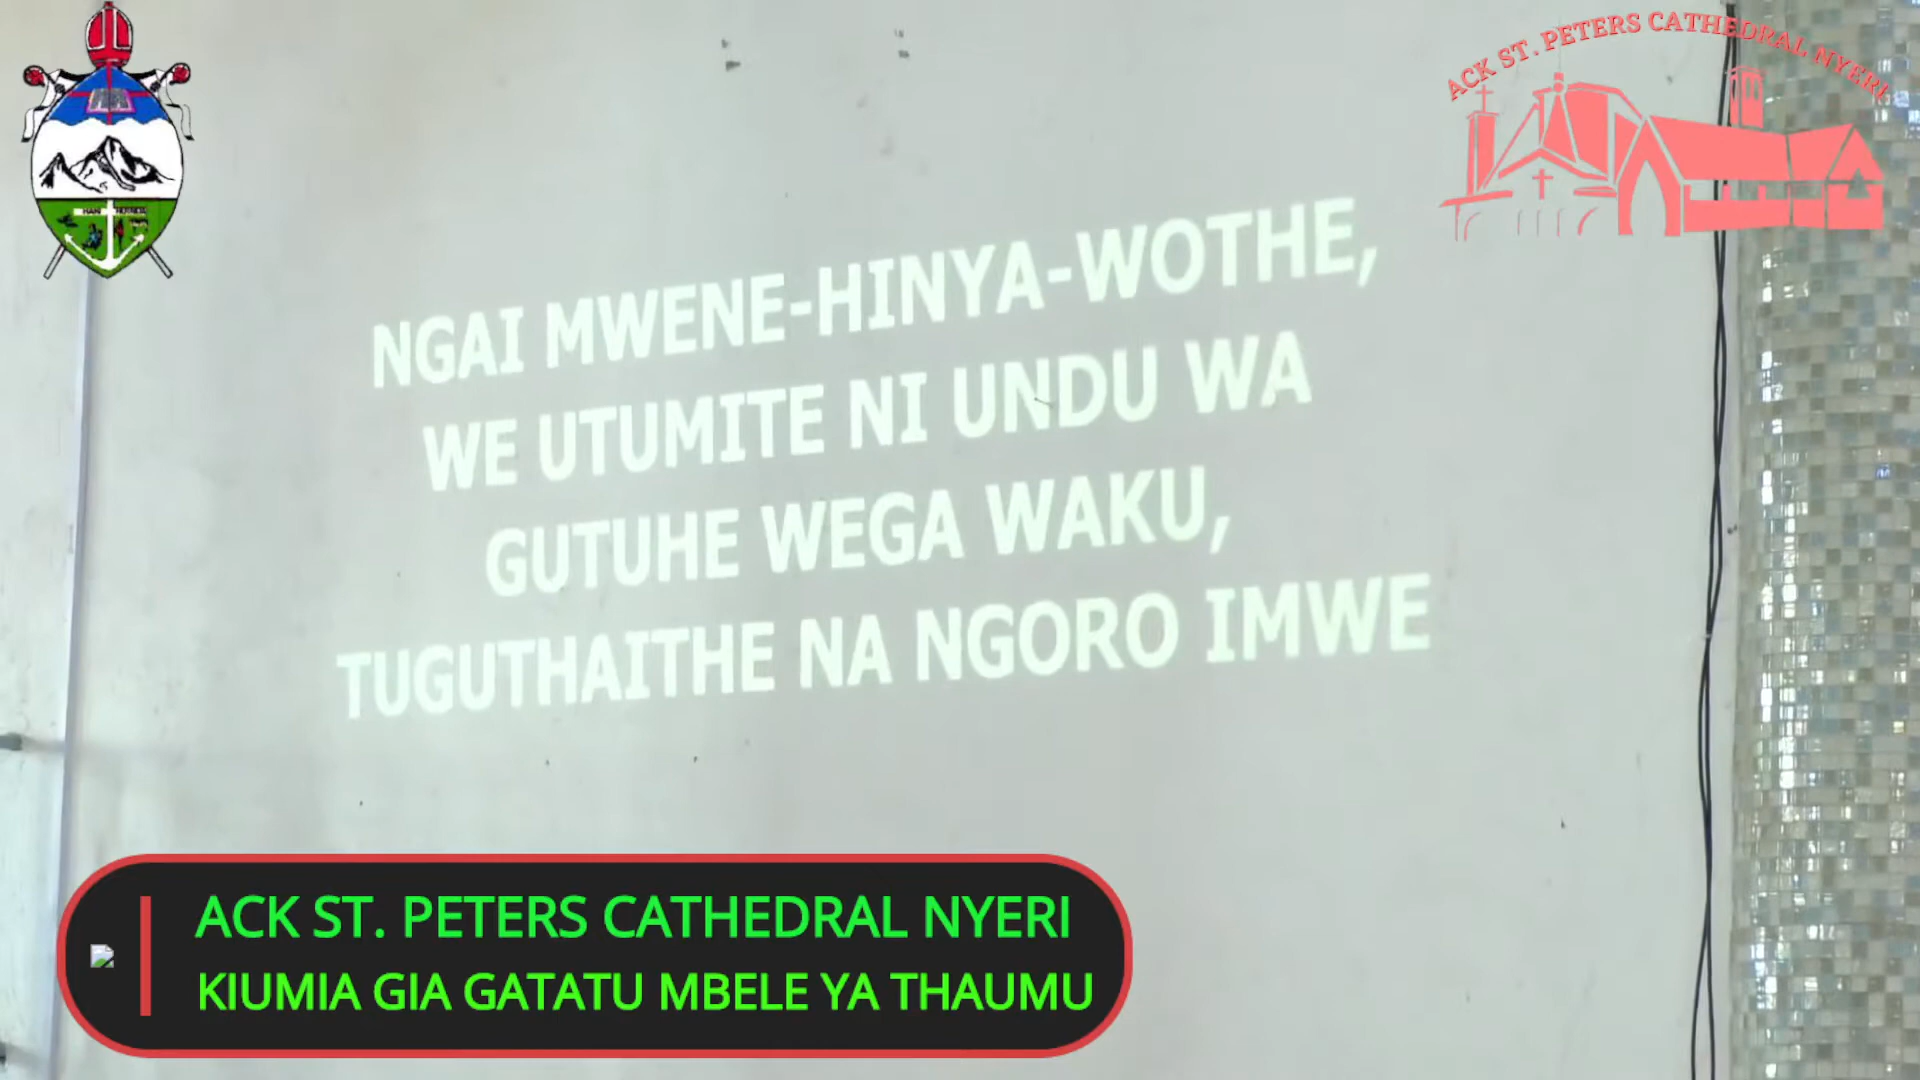 ACK ST. PETERS CATHEDRAL NYERI
NGAI MWENE-HINYA-WOTHE,
WE UTUMITE NI UNDU WA
GUTUHE WEGA WAKU,
TUGUTHAITHE NA NGORO IMWE
ACK ST. PETERS CATHEDRAL NYERI
KIUMIA GIA GATATU MBELE YA THAUMU